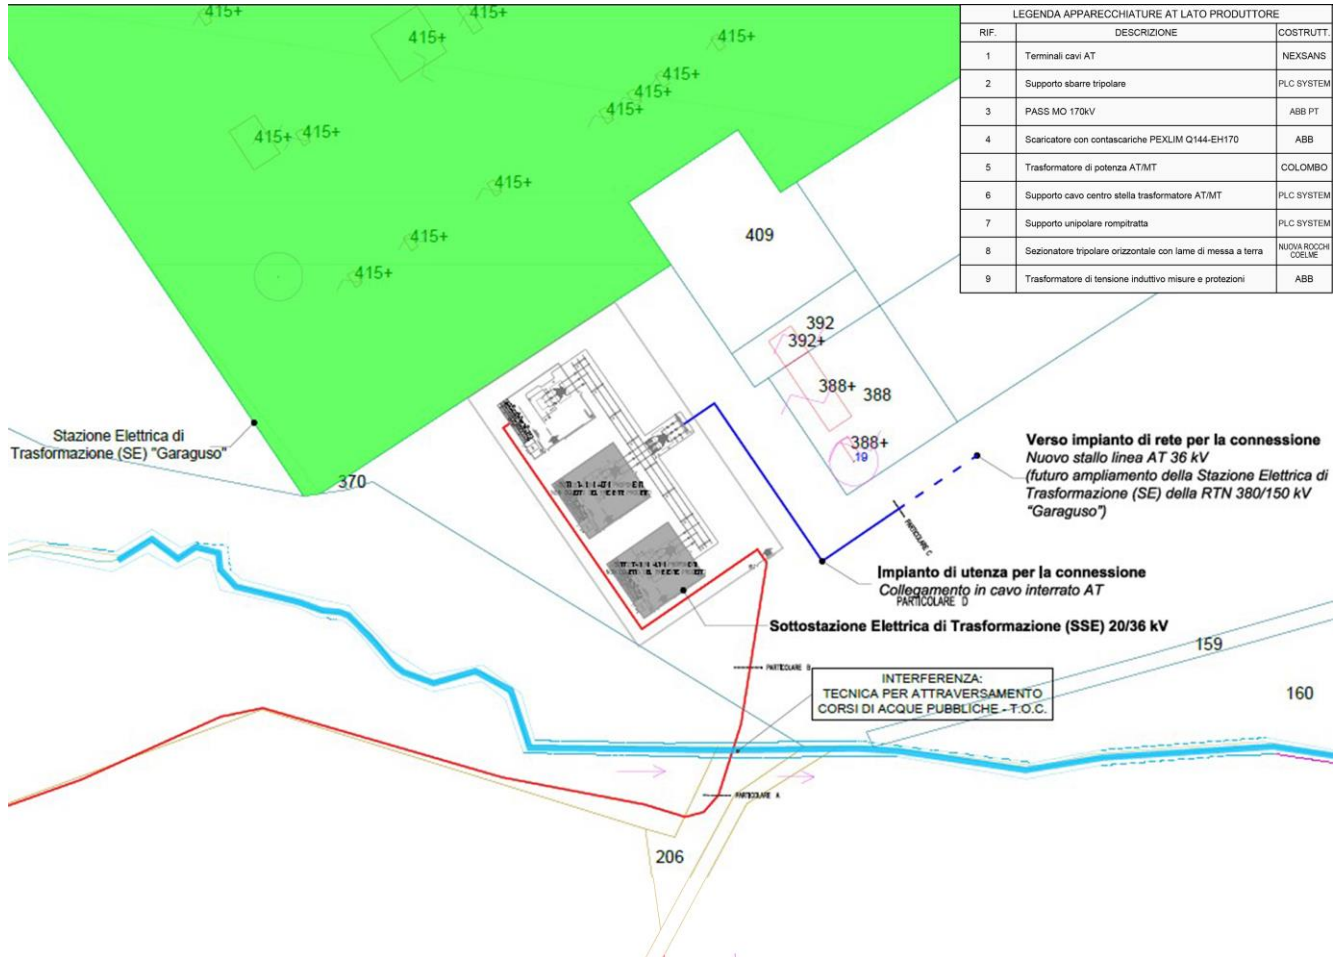 LEGENDA APPARECCHIATURE AT LATO PRODUTTORE
RIF. DESCRIZIONE COSTRUTT.
1 Terminali cavi AT NEXSANS
2 Supporto sbarre tripolare PLC SYSTEM
3 PASS MO 170kV ABB PT
4 Scaricatore con contascariche PEXLIM Q144-EH170 ABB
5 Trasformatore di potenza AT/MT COLOMBO
6 Supporto cavo centro stella trasformatore AT/MT PLC SYSTEM
7 Supporto unipolare rompitratta PLC SYSTEM
8 Sezionatore tripolare orizzontale con lame di messa a terra NUOVA ROCCHI COELME
9 Trasformatore di tensione induttivo misure e protezioni ABB
415+
415+
415+
415+
415+
415+
415+
415+
415+
415+
415+
415+
415+
409
392
392+
388+
388
388+
19
Stazione Elettrica di
Trasformazione (SE) "Garaguso"
370
Verso impianto di rete per la connessione
Nuovo stallo linea AT 36 kV
(futuro ampliamento della Stazione Elettrica di
Trasformazione (SE) della RTN 380/150 kV
"Garaguso")
PARTICOLARE C
Impianto di utenza per la connessione
Collegamento in cavo interrato AT
PARTICOLARE D
Sottostazione Elettrica di Trasformazione (SSE) 20/36 kV
159
160
PARTICOLARE B
INTERFERENZA:
TECNICA PER ATTRAVERSAMENTO
CORSI DI ACQUE PUBBLICHE - T.O.C.
PARTICOLARE A
206